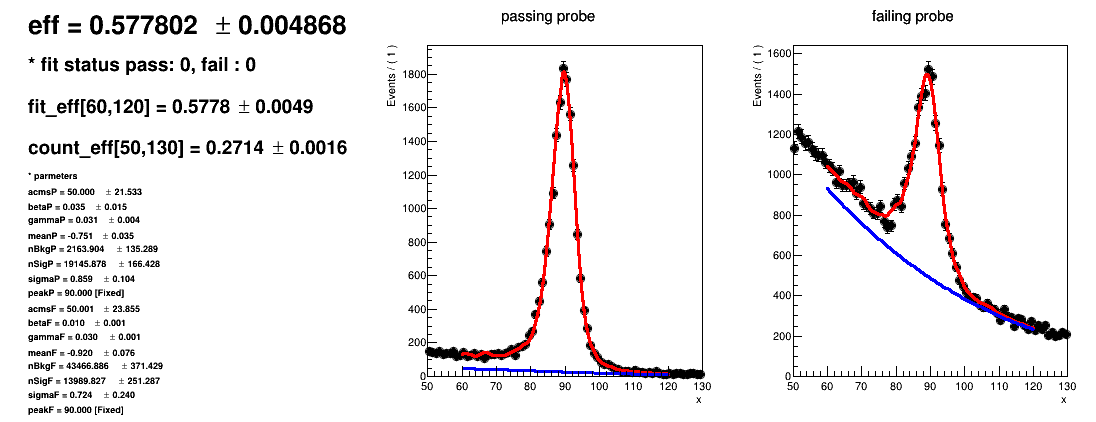 eff = 0.577802 ± 0.004868
* fit status pass: 0, fail : 0
fit_eff[60,120] = 0.5778 ± 0.0049
count_eff[50,130] = 0.2714 ± 0.0016
* parmeters
acmsP = 50.000 ± 21.533
betaP = 0.035 ± 0.015
gammaP = 0.031 ± 0.004
meanP = -0.751 ± 0.035
nBkgP = 2163.904 ± 135.289
nSigP = 19145.878 ± 166.428
sigmaP = 0.859 ± 0.104
peakP = 90.000 [Fixed]
acmsF = 50.001 ± 23.855
betaF = 0.010 ± 0.001
gammaF = 0.030 ± 0.001
meanF = -0.920 ± 0.076
nBkgF = 43466.886 ± 371.429
nSigF = 13989.827 ± 251.287
sigmaF = 0.724 ± 0.240
peakF = 90.000 [Fixed]
passing probe
Events / ( 1 )
1800
1600
1400
1200
1000
800
600
400
200
0
50 60 70 80 90 100 110 120 130
x
failing probe
Events / ( 1 )
1600
1400
1200
1000
800
600
400
200
0
50 60 70 80 90 100 110 120 130
x